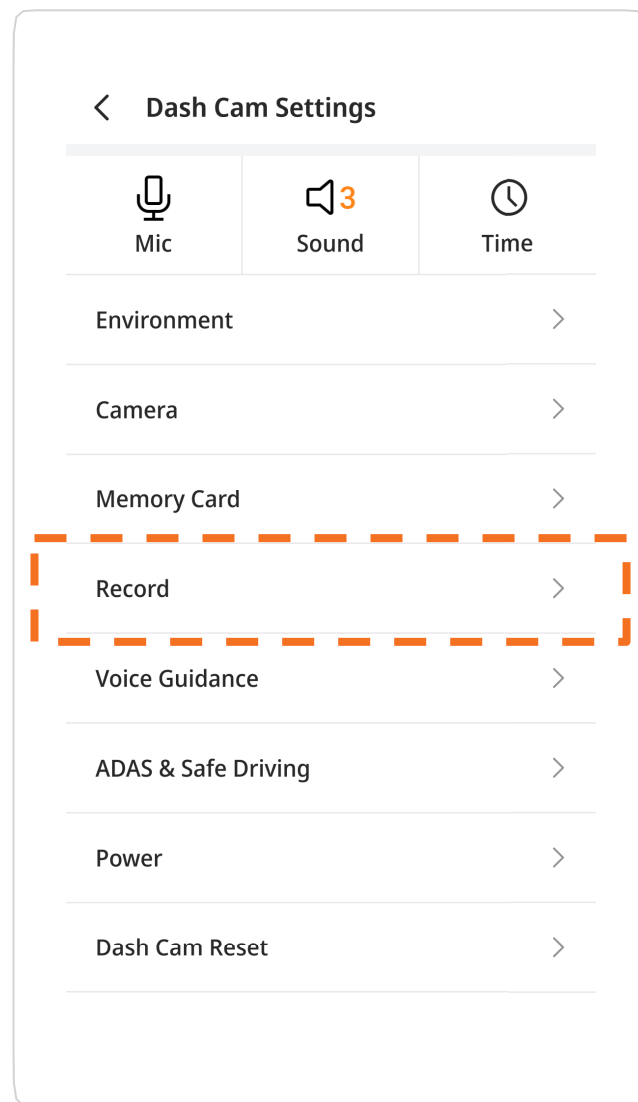 Dash Cam Settings
3
Mic
Sound
Time
Environment
Camera
Memory Card
Record
Voice Guidance
ADAS & Safe Driving
Power
Dash Cam Reset